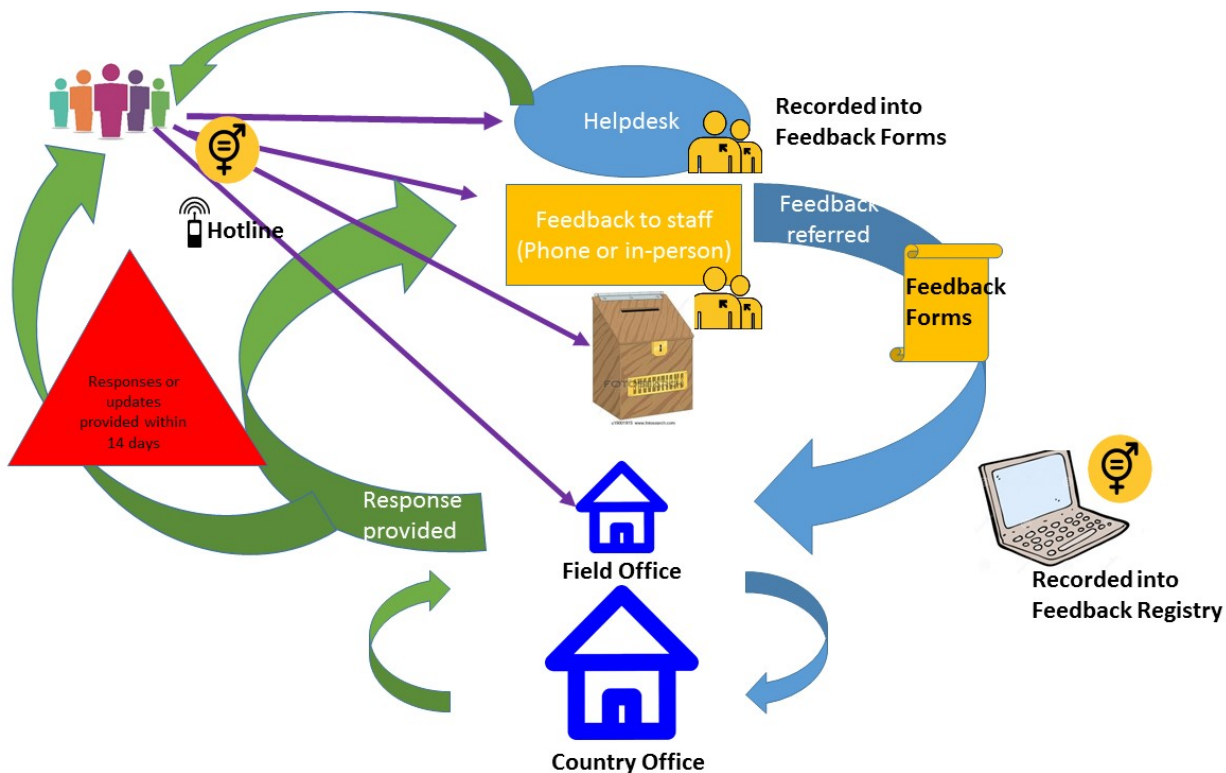 Helpdesk
Recorded into
Feedback Forms
Hotline
Feedback to staff
(Phone or in-person)
Feedback
referred
Feedback
Forms
Responses or
updates
provided within
14 days
Response
provided
Field Office
Recorded into
Feedback Registry
Country Office